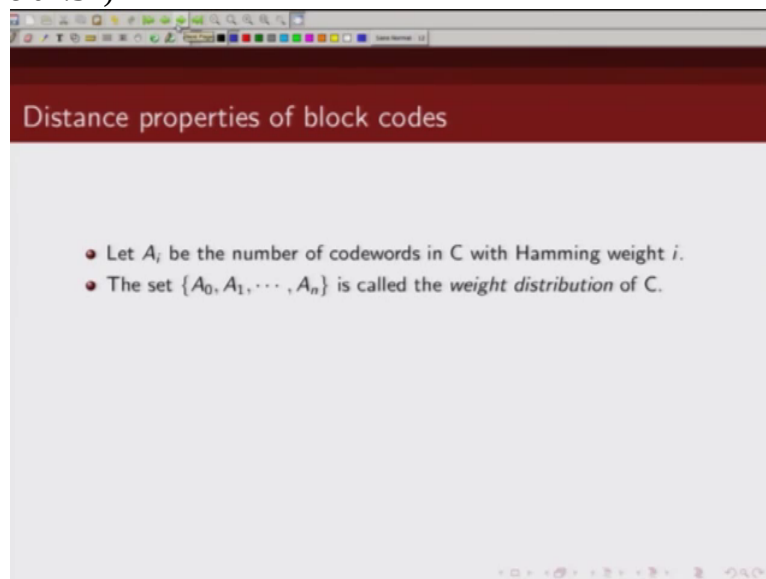 Distance properties of block codes
Let A_i be the number of codewords in C with Hamming weight i.
The set {A_0, A_1, ··· , A_n} is called the weight distribution of C.